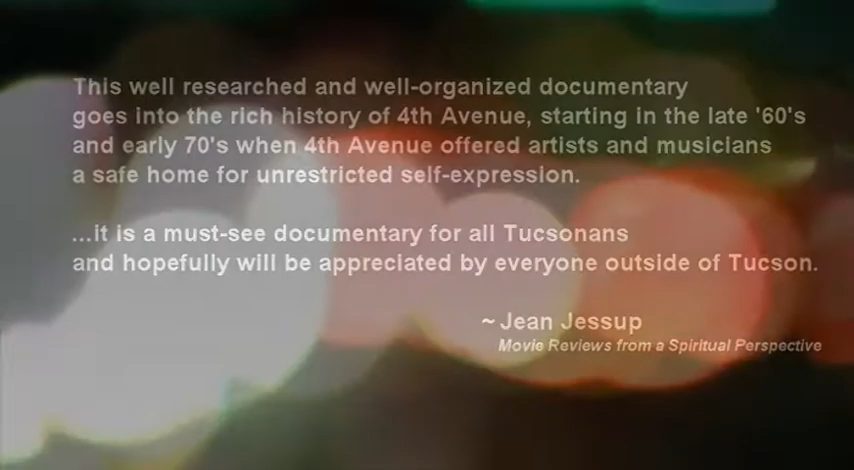 This well researched and well-organized documentary
goes into the rich history of 4th Avenue, starting in the late '60's
and early 70's when 4th Avenue offered artists and musicians
a safe home for unrestricted self-expression.
...it is a must-see documentary for all Tucsonans
and hopefully will be appreciated by everyone outside of Tucson.
~ Jean Jessup
Movie Reviews from a Spiritual Perspective